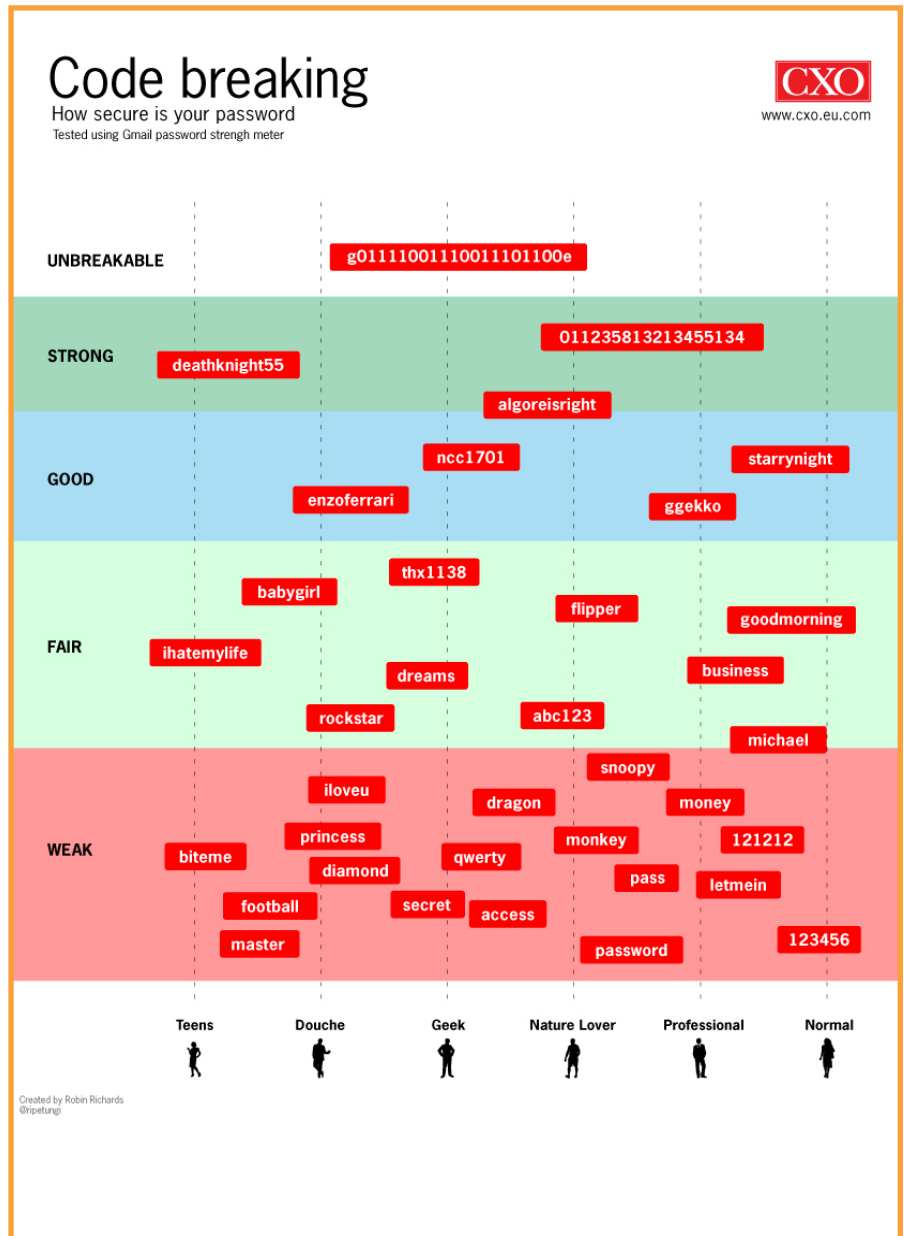 Code breaking
How secure is your password
Tested using Gmail password strengh meter
CXO
www.cxo.eu.com
UNBREAKABLE
g01111001110011101100e
STRONG
011235813213455134
deathknight55
algoreisright
GOOD
ncc1701
starrynight
enzoferrari
ggekko
FAIR
thx1138
babygirl
flipper
goodmorning
ihatemylife
business
dreams
abc123
rockstar
michael
WEAK
snoopy
iloveu
dragon
money
princess
monkey
121212
biteme
qwerty
diamond
pass
letmein
football
secret
access
master
password
123456
Teens
Douche
Geek
Nature Lover
Professional
Normal
Created by Robin Richards
@ripetungi